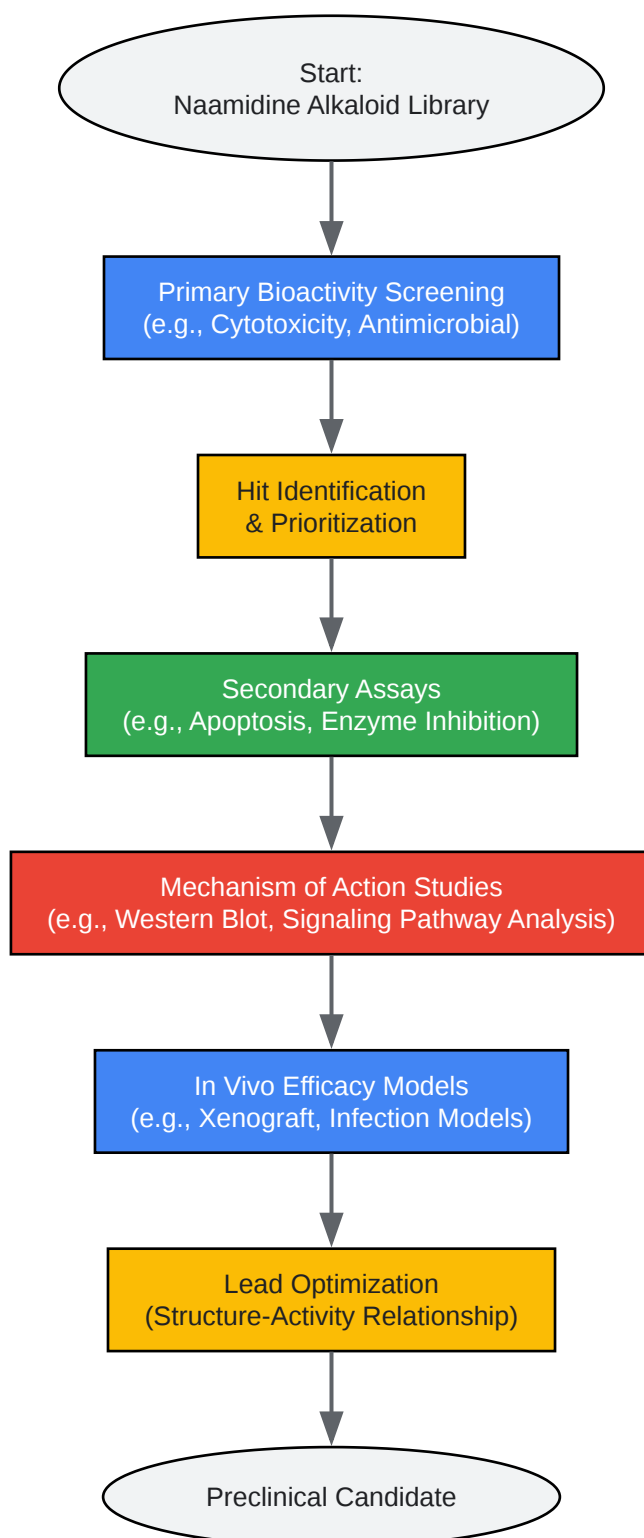 Start:
Naamidine Alkaloid Library
Primary Bioactivity Screening
(e.g., Cytotoxicity, Antimicrobial)
Hit Identification
& Prioritization
Secondary Assays
(e.g., Apoptosis, Enzyme Inhibition)
Mechanism of Action Studies
(e.g., Western Blot, Signaling Pathway Analysis)
In Vivo Efficacy Models
(e.g., Xenograft, Infection Models)
Lead Optimization
(Structure-Activity Relationship)
Preclinical Candidate